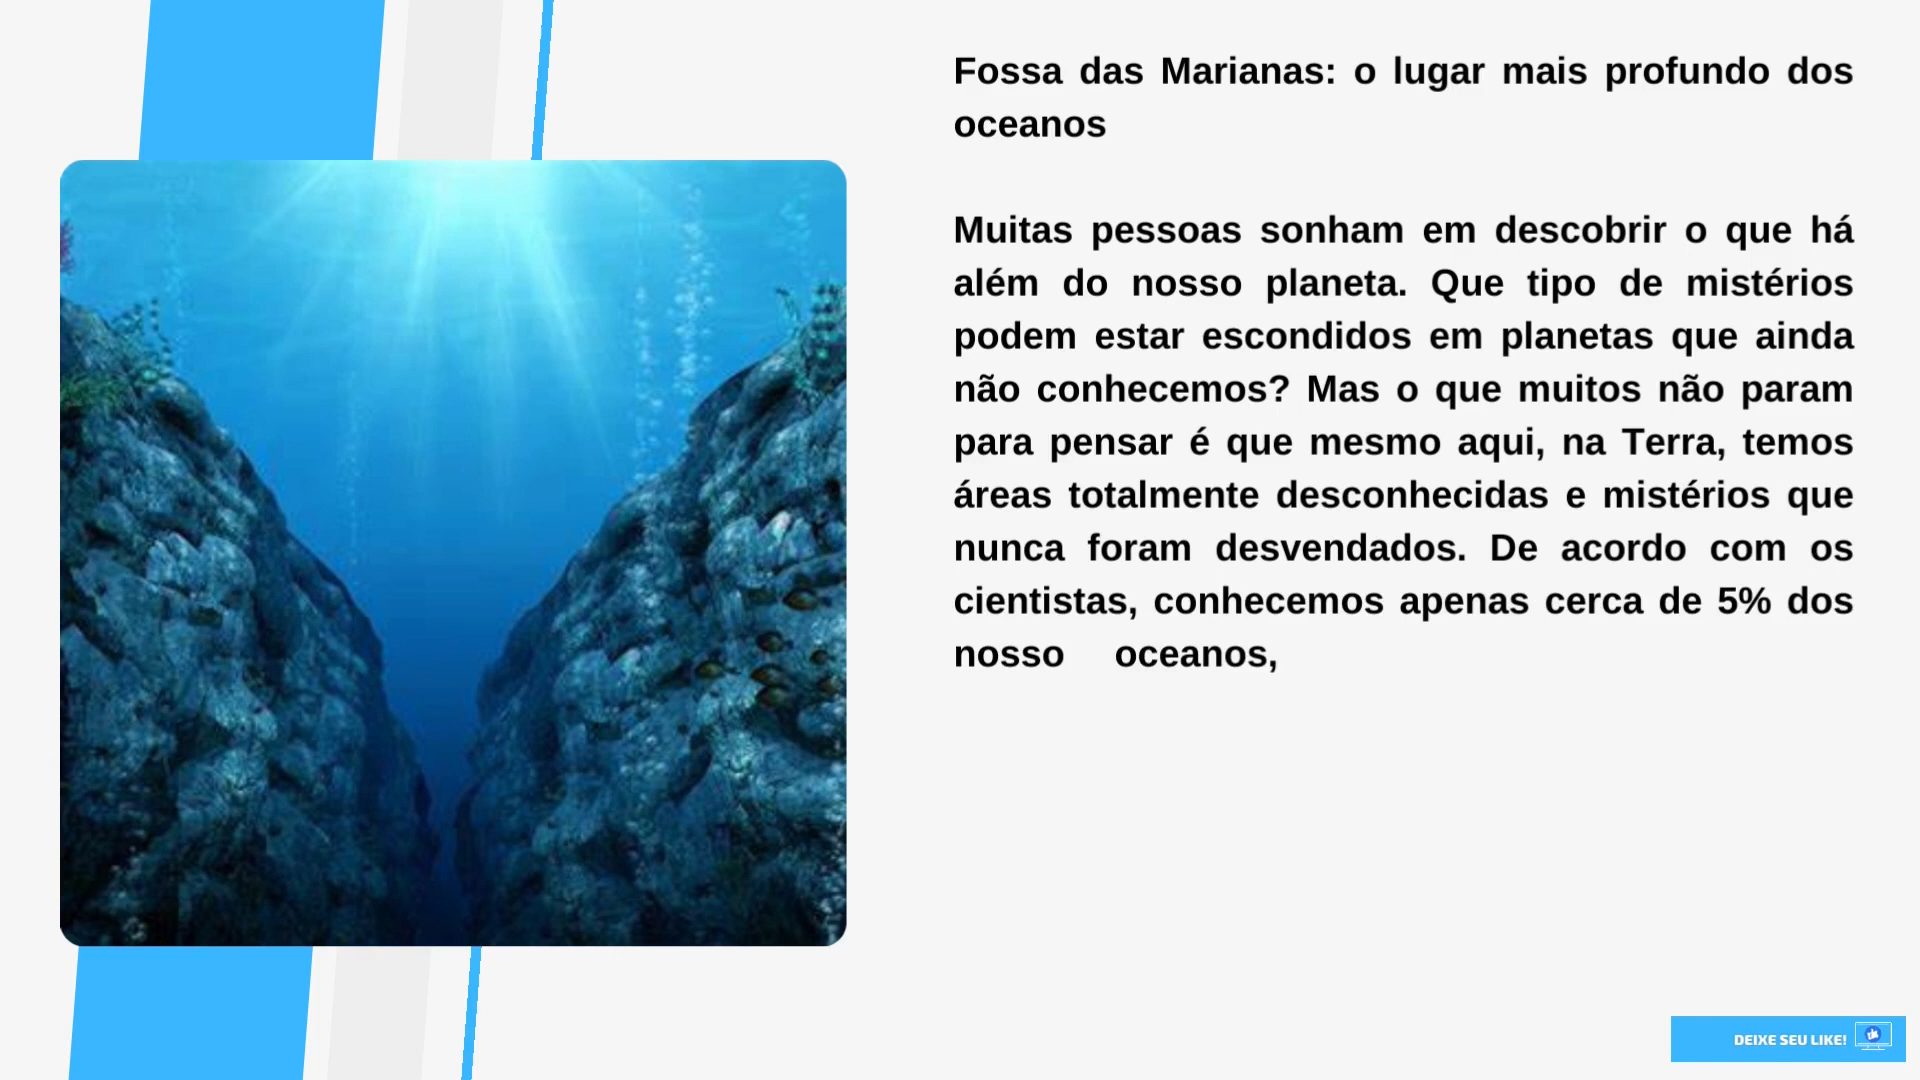 Fossa das Marianas: o lugar mais profundo dos
oceanos
Muitas pessoas sonham em descobrir o que há
além do nosso planeta. Que tipo de mistérios
podem estar escondidos em planetas que ainda
não conhecemos? Mas o que muitos não param
para pensar é que mesmo aqui, na Terra, temos
áreas totalmente desconhecidas e mistérios que
nunca foram desvendados. De acordo com os
cientistas, conhecemos apenas cerca de 5% dos
nosso oceanos,
DEIXE SEU LIKE!